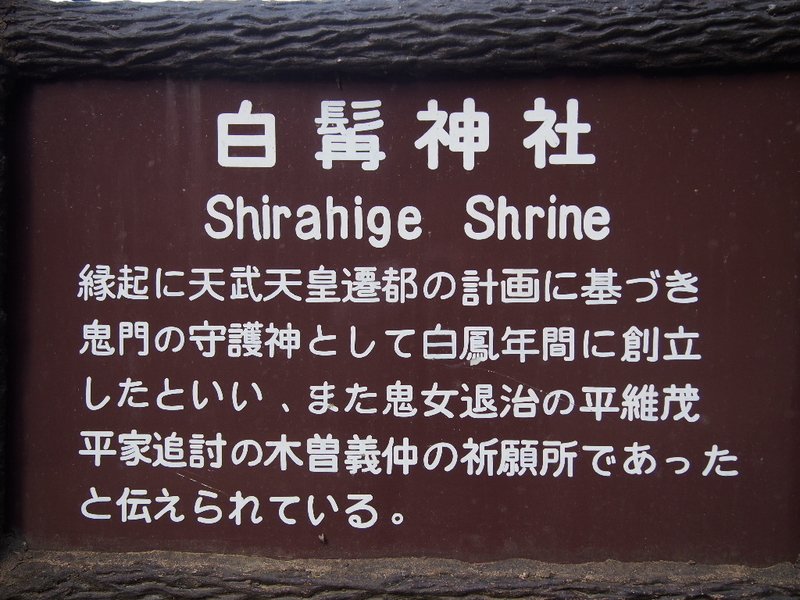 白髯神社
Shirahige Shrine
縁起に天武天皇遷都の計画に基づき
鬼門の守護神として白鳳年間に創立
したといい、また鬼女退治の平維茂
平家追討の木曽義仲の祈願所であった
と伝えられている。